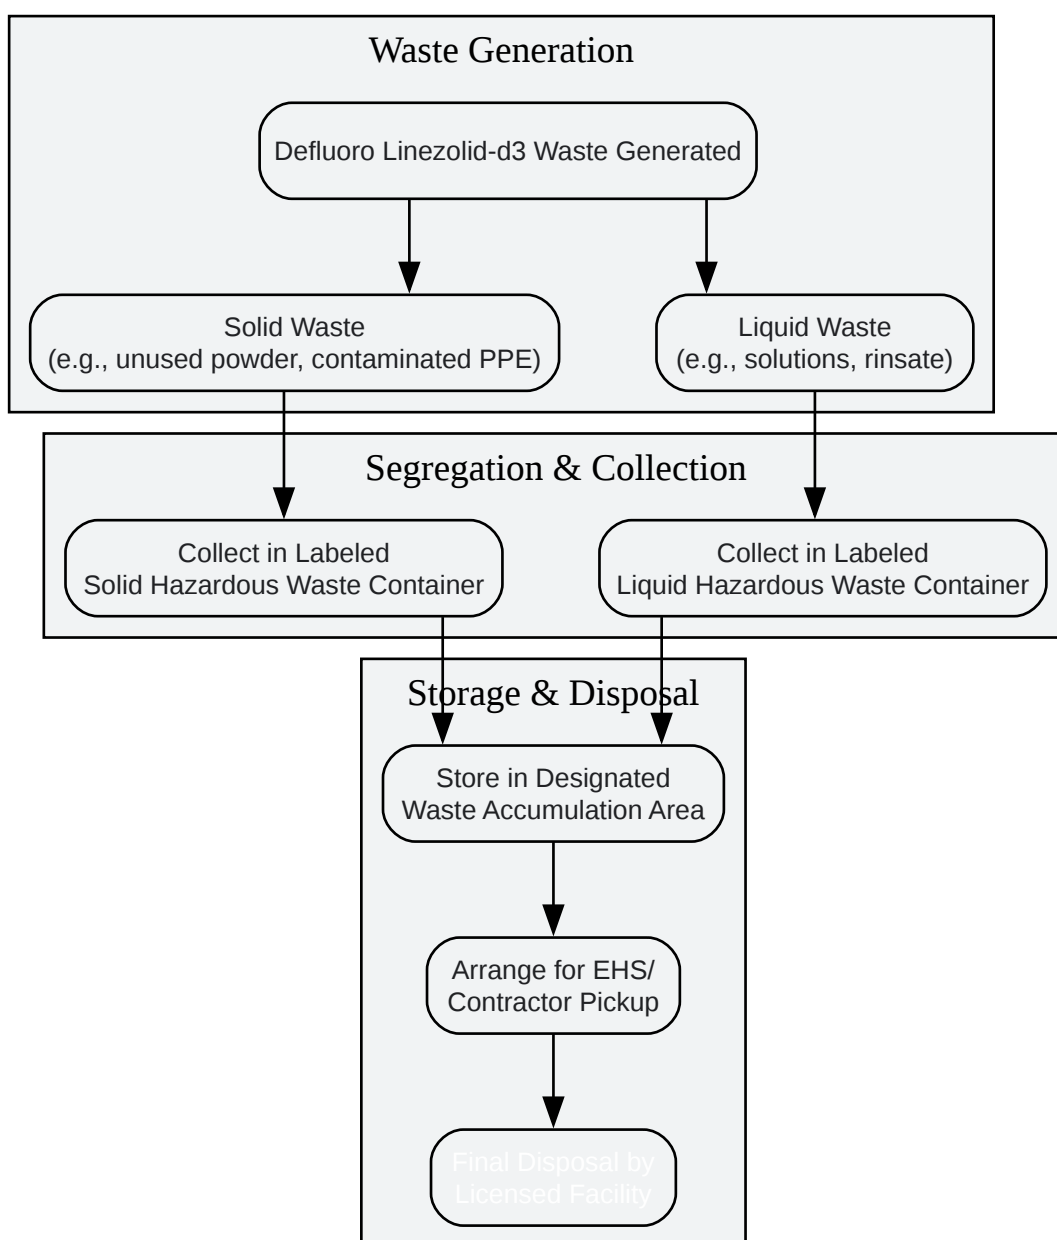 Waste Generation
Defluoro Linezolid-d3 Waste Generated
Solid Waste
(e.g., unused powder, contaminated PPE)
Liquid Waste
(e.g., solutions, rinsate)
Segregation & Collection
Collect in Labeled
Solid Hazardous Waste Container
Collect in Labeled
Liquid Hazardous Waste Container
Storage & Disposal
Store in Designated
Waste Accumulation Area
Arrange for EHS/
Contractor Pickup
Final Disposal by
Licensed Facility